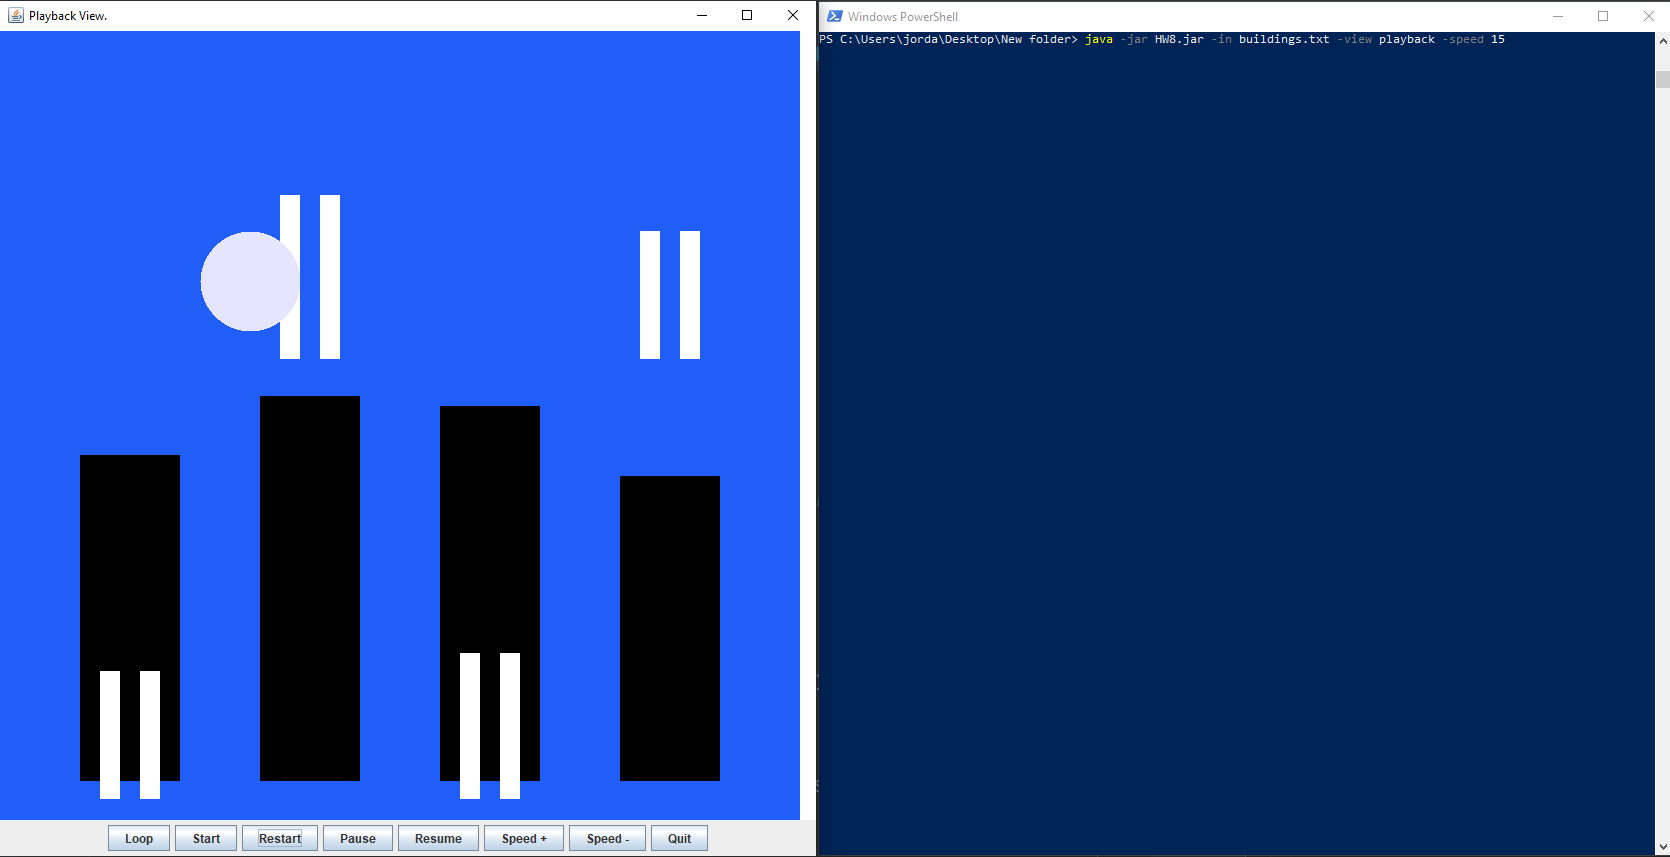 Playback View.
Windows PowerShell
PS C:\Users\jorda\Desktop\New folder> java -jar HW8.jar -in buildings.txt -view playback -speed 15
Loop Start Restart Pause Resume Speed + Speed - Quit